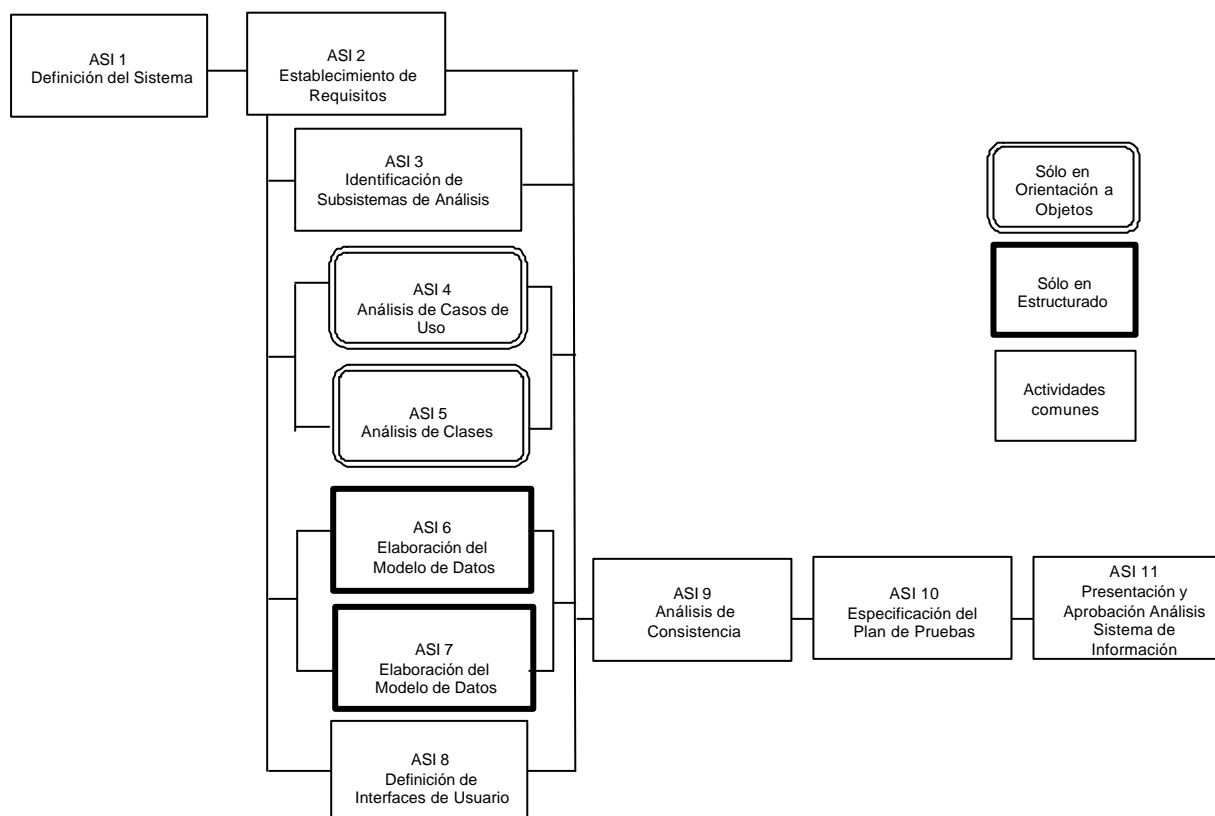 ASI 1
Definición del Sistema
ASI 2
Establecimiento de
Requisitos
ASI 3
Identificación de
Subsistemas de Análisis
ASI 4
Análisis de Casos de
Uso
ASI 5
Análisis de Clases
ASI 6
Elaboración del
Modelo de Datos
ASI 7
Elaboración del
Modelo de Datos
ASI 8
Definición de
Interfaces de Usuario
ASI 9
Análisis de
Consistencia
ASI 10
Especificación del
Plan de Pruebas
ASI 11
Presentación y
Aprobación Análisis
Sistema de
Información
Sólo en
Orientación a
Objetos
Sólo en
Estructurado
Actividades
comunes